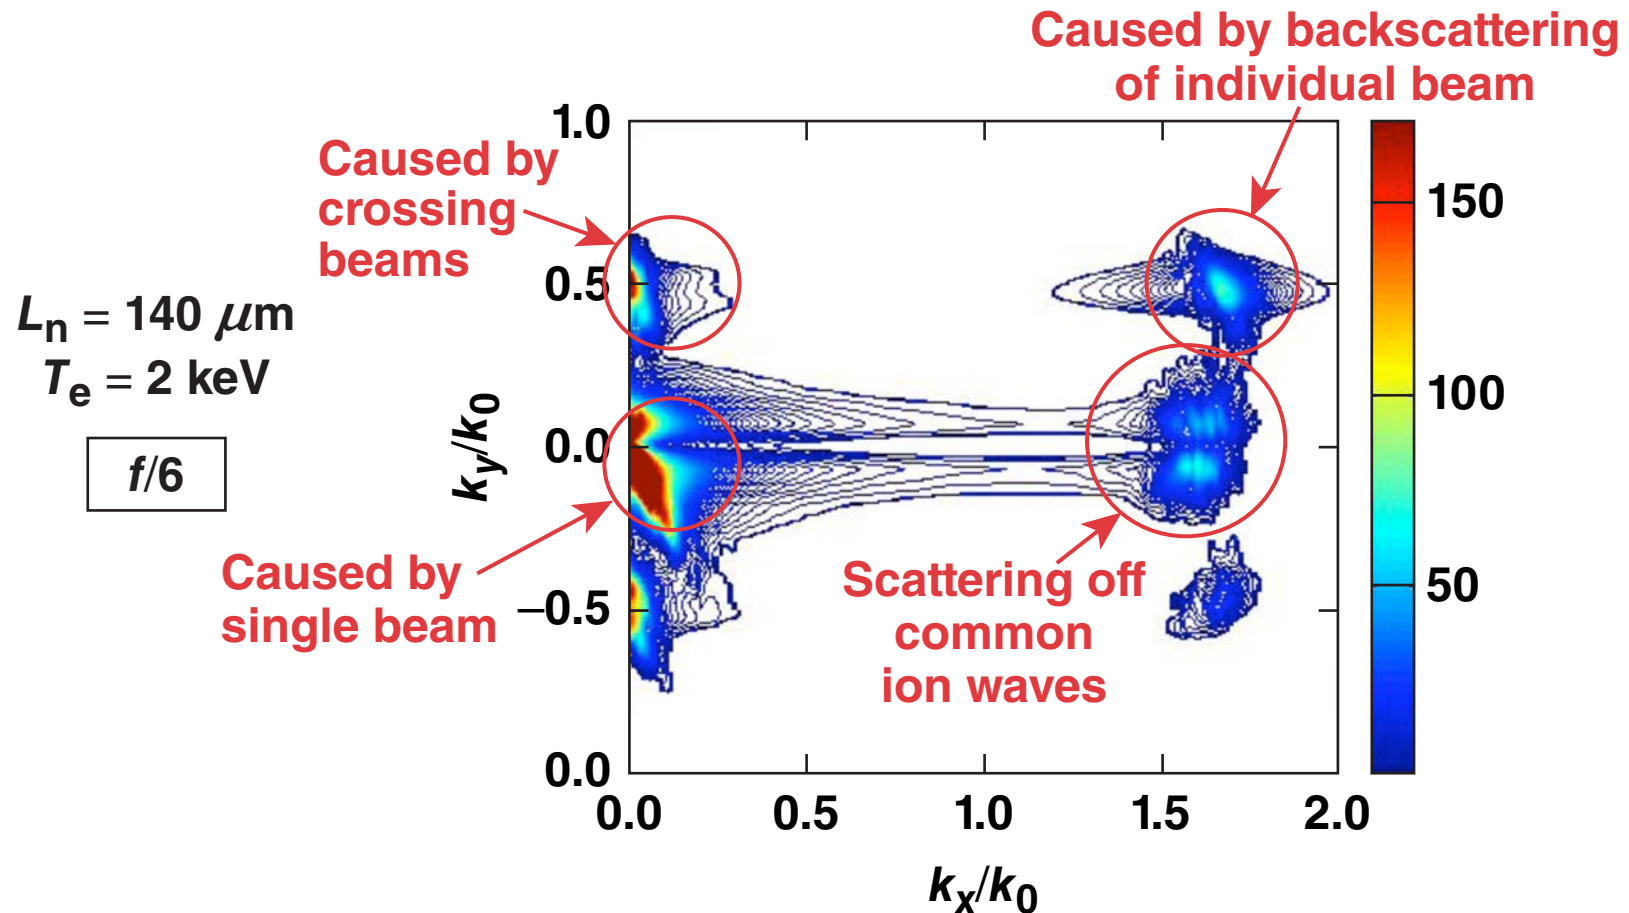 Caused by backscattering
of individual beam
Caused by
crossing
beams
Lₙ = 140 μm
Tₑ = 2 keV
f/6
Caused by
single beam
Scattering off
common
ion waves
1.0
0.5
0.0
−0.5
0.0
kᵧ/k₀
0.0
0.5
1.0
1.5
2.0
kₓ/k₀
150
100
50